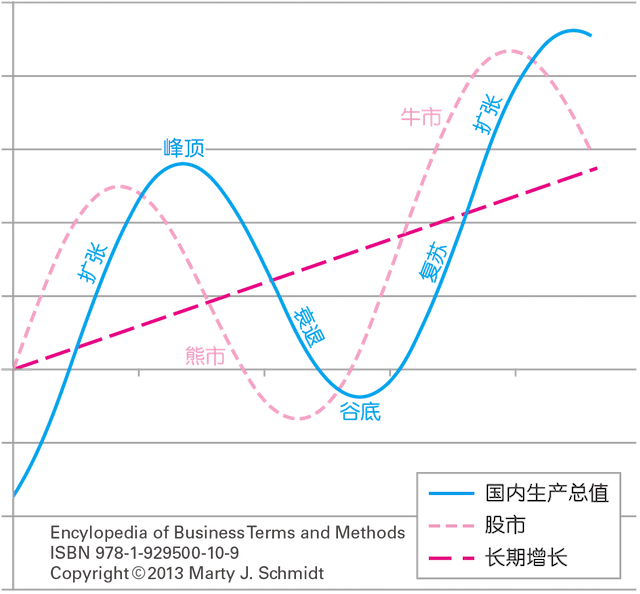 峰顶
牛市
扩张
扩张
复苏
衰退
熊市
谷底
国内生产总值
股市
长期增长
Encylopedia of Business Terms and Methods
ISBN 978-1-929500-10-9
Copyright © 2013 Marty J. Schmidt